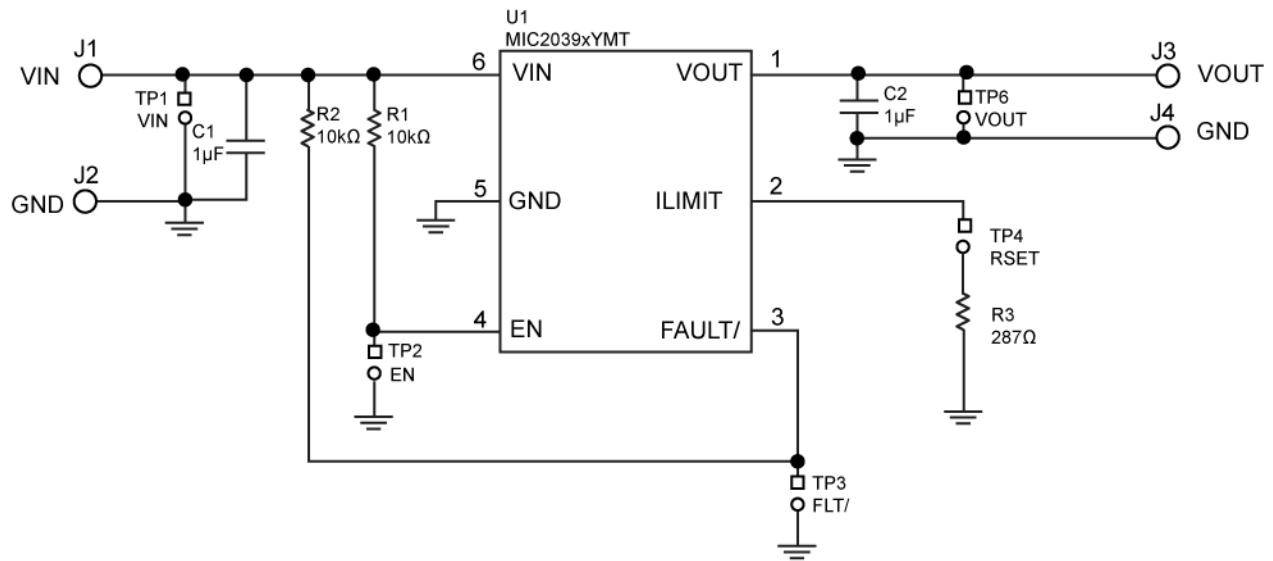 U1
MIC2039xYMT
J1
VIN
6
VIN
VOUT
1
J3
VOUT
TP1
VIN
C1
1µF
R2
10kΩ
R1
10kΩ
C2
1µF
TP6
VOUT
J4
GND
J2
GND
5
GND
ILIMIT
2
TP4
RSET
R3
287Ω
4
EN
FAULT/
3
TP2
EN
TP3
FLT/